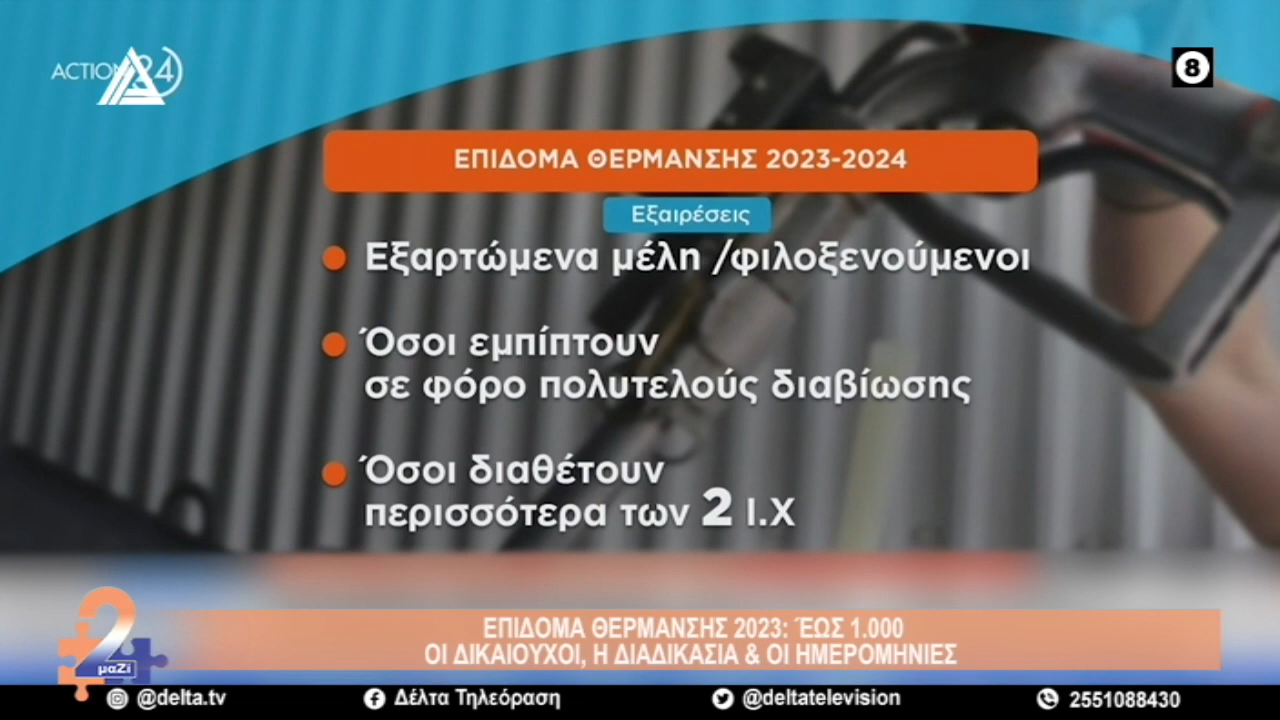 ACTION 24
8
ΕΠΙΔΟΜΑ ΘΕΡΜΑΝΣΗΣ 2023-2024
Εξαιρέσεις
Εξαρτώμενα μέλη /φιλοξενούμενοι
Όσοι εμπίπτουν
σε φόρο πολυτελούς διαβίωσης
Όσοι διαθέτουν
περισσότερα των 2 Ι.Χ
2
μαΖί
ΕΠΙΔΟΜΑ ΘΕΡΜΑΝΣΗΣ 2023: ΈΩΣ 1.000
ΟΙ ΔΙΚΑΙΟΥΧΟΙ, Η ΔΙΑΔΙΚΑΣΙΑ & ΟΙ ΗΜΕΡΟΜΗΝΙΕΣ
@delta.tv Δέλτα Τηλεόραση @deltatelevision 2551088430